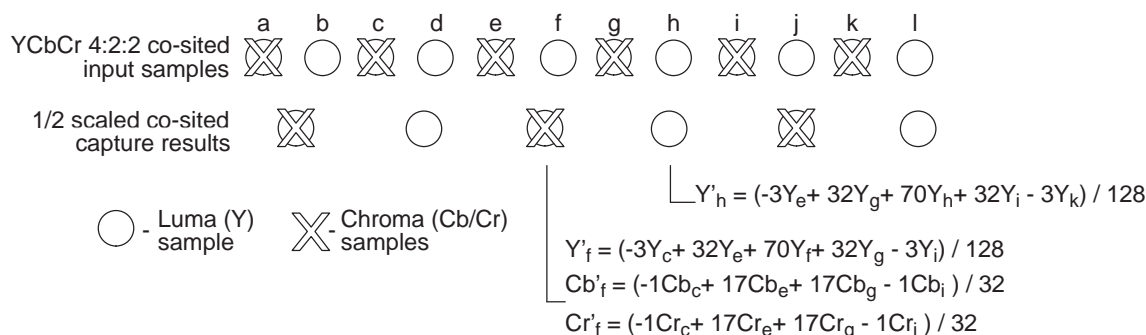 a b c d e f g h i j k l
YCbCr 4:2:2 co-sited
input samples
1/2 scaled co-sited
capture results
Y'h = (-3Ye+ 32Yg+ 70Yh+ 32Yi - 3Yk) / 128
- Luma (Y)
sample
- Chroma (Cb/Cr)
samples
Y'f = (-3Yc+ 32Ye+ 70Yf+ 32Yg - 3Yi) / 128
Cb'f = (-1Cbc+ 17Cbe+ 17Cbg - 1Cbi ) / 32
Cr'f = (-1Crc+ 17Cre+ 17Crg - 1Cri ) / 32